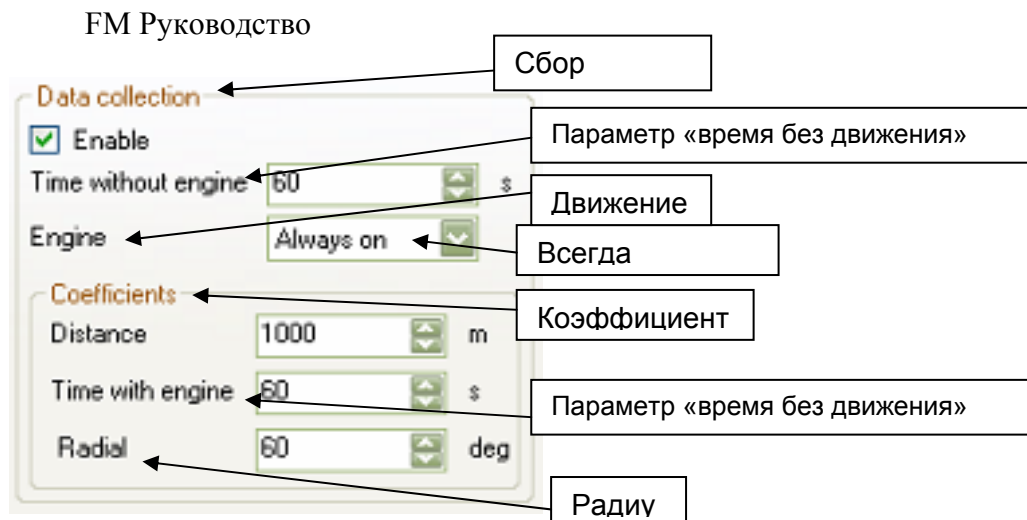 FM Руководство
Сбор
Data collection
Enable
Параметр «время без движения»
Time without engine 60 s
Движение
Engine Always on
Всегда
Coefficients
Коэффициент
Distance 1000 m
Time with engine 60 s
Параметр «время без движения»
Radial 60 deg
Радиу